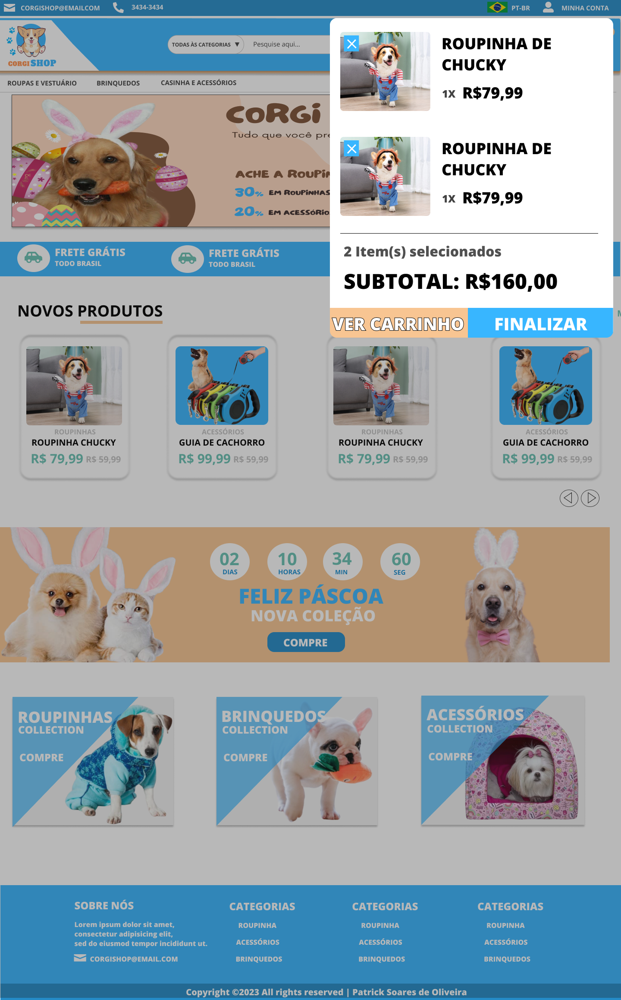 CORGISHOP@EMAILCOM
3434-3434
PT-BR
MINHA CONTA
CORGI SHOP
TODAS ÀS CATEGORIAS ▼
Pesquise aqui...
ROUPAS E VESTUÁRIO
BRINQUEDOS
CASINHA E ACESSÓRIOS
CORGi
Tudo que você
ACHE A
30% EM ROUPiNHAS
20% EM
ROUPINHA DE
CHUCKY
1X R$79,99
ROUPINHA DE
CHUCKY
1X R$79,99
2 Item(s) selecionados
SUBTOTAL: R$160,00
VER CARRINHO
FINALIZAR
FRETE GRÁTIS
TODO BRASIL
FRETE GRÁTIS
TODO BRASIL
NOVOS PRODUTOS
ROUPINHAS
ROUPINHA CHUCKY
R$ 79,99 R$ 59,99
ACESSÓRIOS
GUIA DE CACHORRO
R$ 99,99 R$ 59,99
ROUPINHAS
ROUPINHA CHUCKY
R$ 79,99 R$ 59,99
ACESSÓRIOS
GUIA DE CACHORRO
R$ 99,99 R$ 59,99
02
DIAS
10
HORAS
34
MIN
60
SEG
FELIZ PÁSCOA
NOVA COLEÇÃO
COMPRE
ROUPINHAS
COLLECTION
COMPRE
BRINQUEDOS
COLLECTION
COMPRE
ACESSÓRIOS
COLLECTION
COMPRE
SOBRE NÓS
Lorem ipsum dolor sit amet,
consectetur adipisicing elit,
sed do eiusmod tempor incididunt ut.
CORGISHOP@EMAIL.COM
CATEGORIAS
ROUPINHA
ACESSÓRIOS
BRINQUEDOS
CATEGORIAS
ROUPINHA
ACESSÓRIOS
BRINQUEDOS
CATEGORIAS
ROUPINHA
ACESSÓRIOS
BRINQUEDOS
Copyright ©2023 All rights reserved | Patrick Soares de Oliveira